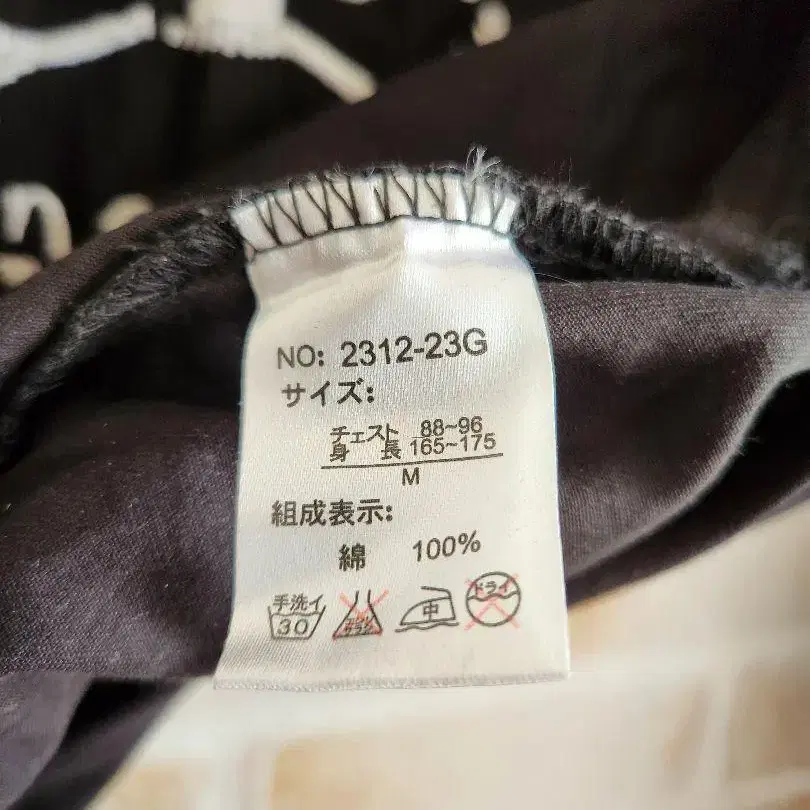 NO: 2312-23G
サイズ:
チェスト 88~96
身 長 165~175
M
組成表示:
綿 100%
手洗イ 30 中 ドライ